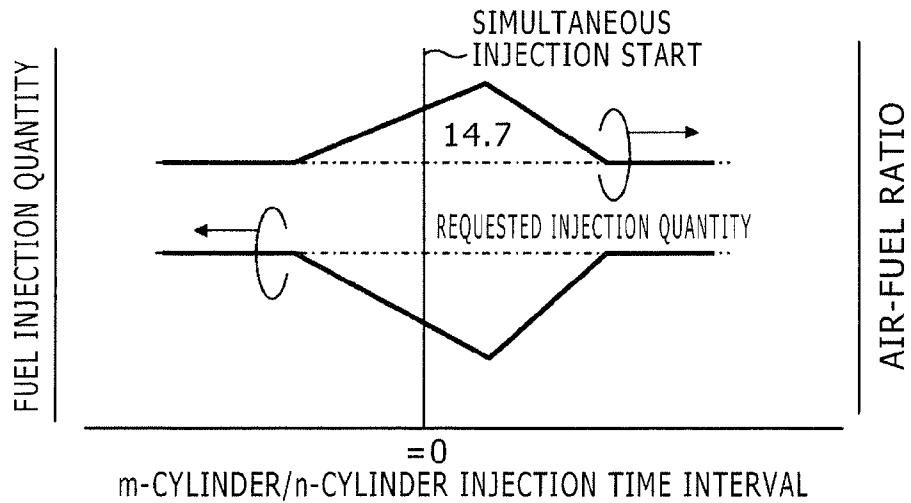 SIMULTANEOUS
INJECTION START
FUEL INJECTION QUANTITY
14.7
REQUESTED INJECTION QUANTITY
AIR-FUEL RATIO
=0
m-CYLINDER/n-CYLINDER INJECTION TIME INTERVAL